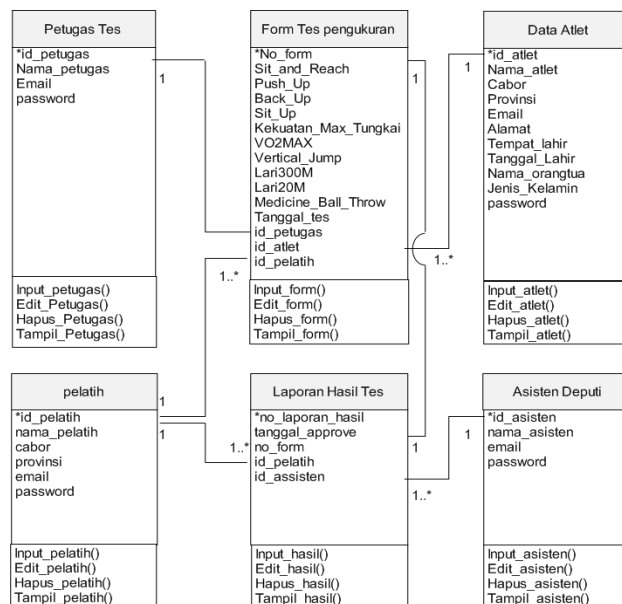 Petugas Tes
*id_petugas
Nama_petugas
Email
password
Input_petugas()
Edit_Petugas()
Hapus_Petugas()
Tampil_Petugas()
1
Form Tes pengukuran
*No_form
Sit_and_Reach
Push_Up
Back_Up
Sit_Up
Kekuatan_Max_Tungkai
VO2MAX
Vertical_Jump
Lari300M
Lari20M
Medicine_Ball_Throw
Tanggal_tes
id_petugas
id_atlet
id_pelatih
Input_form()
Edit_form()
Hapus_form()
Tampil_form()
1
1..*
1..*
1
Data Atlet
*id_atlet
Nama_atlet
Cabor
Provinsi
Email
Alamat
Tempat_lahir
Tanggal_Lahir
Nama_orangtua
Jenis_Kelamin
password
Input_atlet()
Edit_atlet()
Hapus_atlet()
Tampil_atlet()
pelatih
*id_pelatih
nama_pelatih
cabor
provinsi
email
password
Input_pelatih()
Edit_pelatih()
Hapus_pelatih()
Tampil_pelatih()
1
1
1..*
Laporan Hasil Tes
*no_laporan_hasil
tanggal_approve
no_form
id_pelatih
id_assisten
Input_hasil()
Edit_hasil()
Hapus_hasil()
Tampil_hasil()
1
1..*
1
Asisten Deputi
*id_asisten
nama_asisten
email
password
Input_asisten()
Edit_asisten()
Hapus_asisten()
Tampil_asisten()